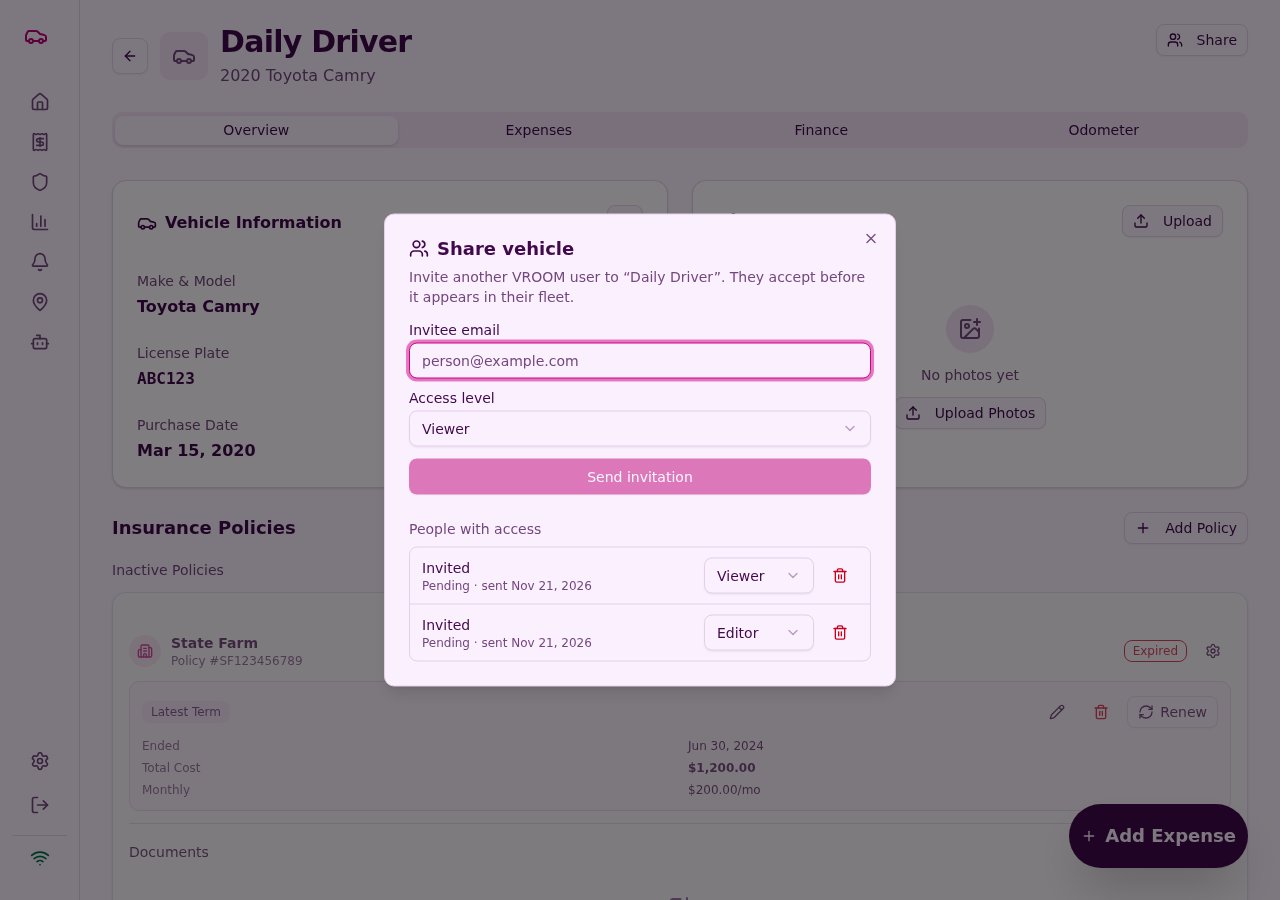 Daily Driver
2020 Toyota Camry
Share
Overview
Expenses
Finance
Odometer
Vehicle Information
Upload
Make & Model
Toyota Camry
License Plate
ABC123
Purchase Date
Mar 15, 2020
No photos yet
Upload Photos
Share vehicle
Invite another VROOM user to “Daily Driver”. They accept before
it appears in their fleet.
Invitee email
person@example.com
Access level
Viewer
Send invitation
People with access
Invited
Pending · sent Nov 21, 2026
Viewer
Invited
Pending · sent Nov 21, 2026
Editor
Insurance Policies
Add Policy
Inactive Policies
State Farm
Policy #SF123456789
Expired
Latest Term
Renew
Ended
Jun 30, 2024
Total Cost
$1,200.00
Monthly
$200.00/mo
Add Expense
Documents